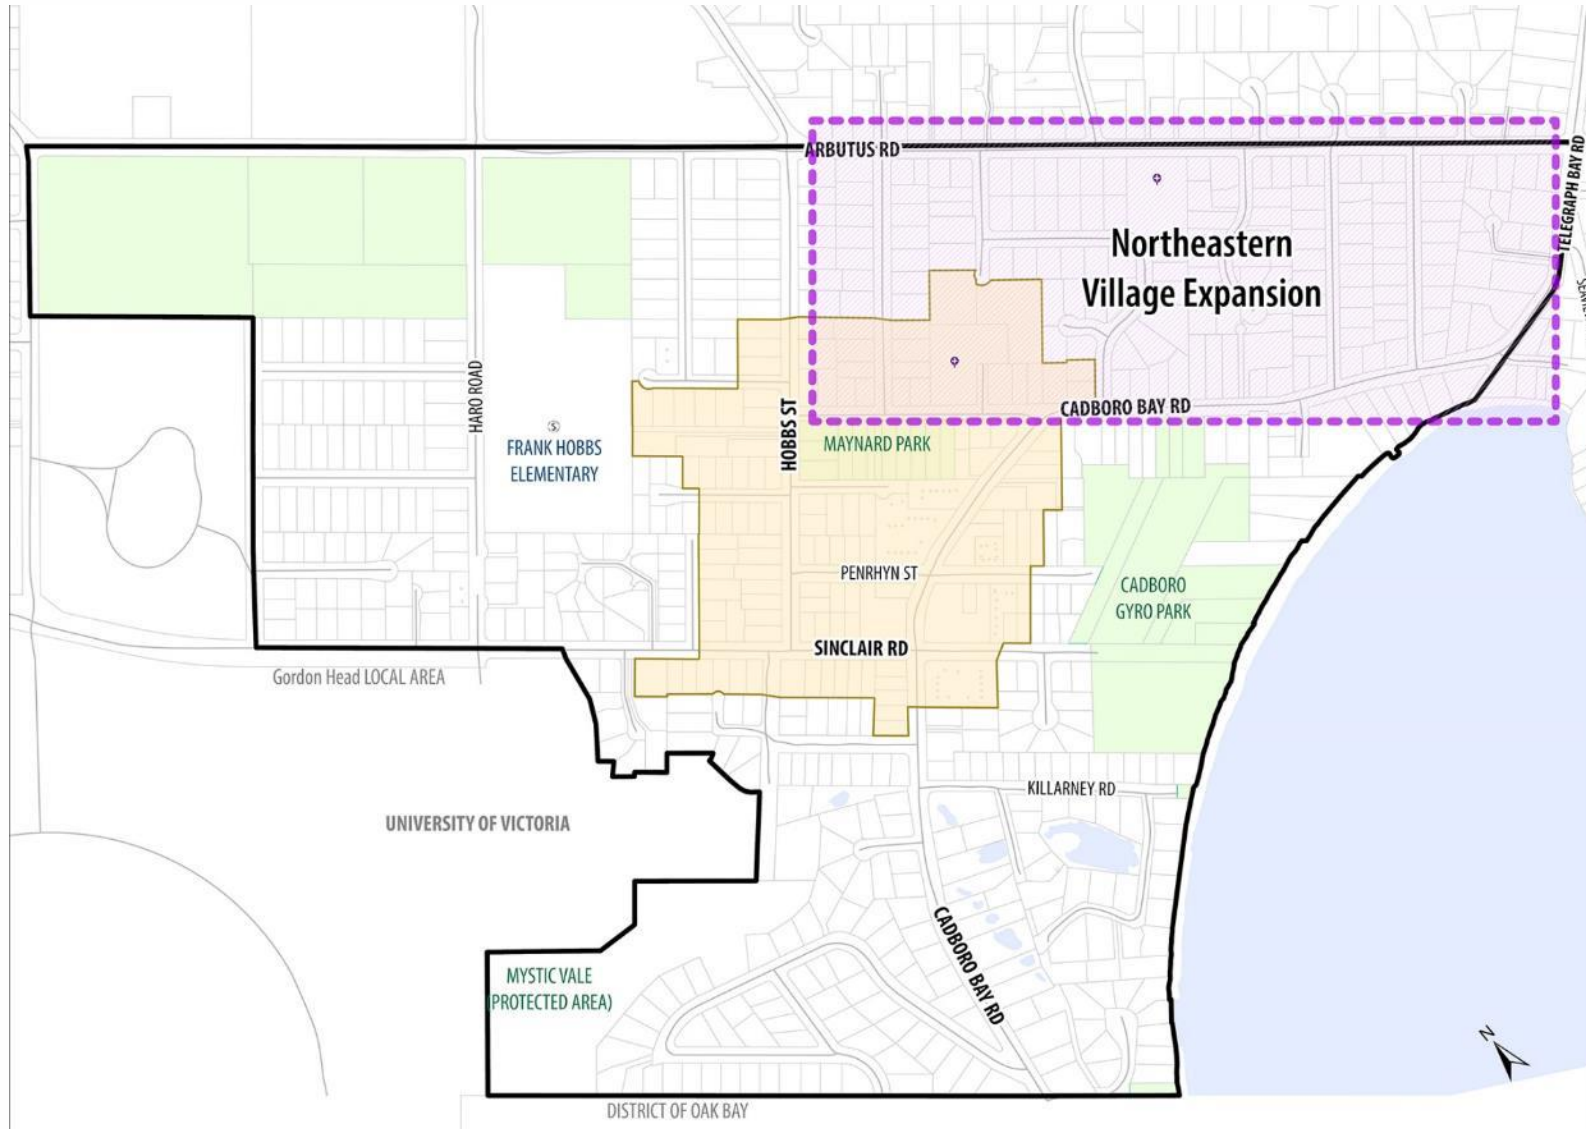 ARBUTUS RD
TELEGRAPH BAY RD
Northeastern
Village Expansion
HARO ROAD
HOBBS ST
CADBORO BAY RD
MAYNARD PARK
S
FRANK HOBBS
ELEMENTARY
PENRHYN ST
CADBORO
GYRO PARK
SINCLAIR RD
Gordon Head LOCAL AREA
KILLARNEY RD
UNIVERSITY OF VICTORIA
CADBORO BAY RD
MYSTIC VALE
(PROTECTED AREA)
N
DISTRICT OF OAK BAY